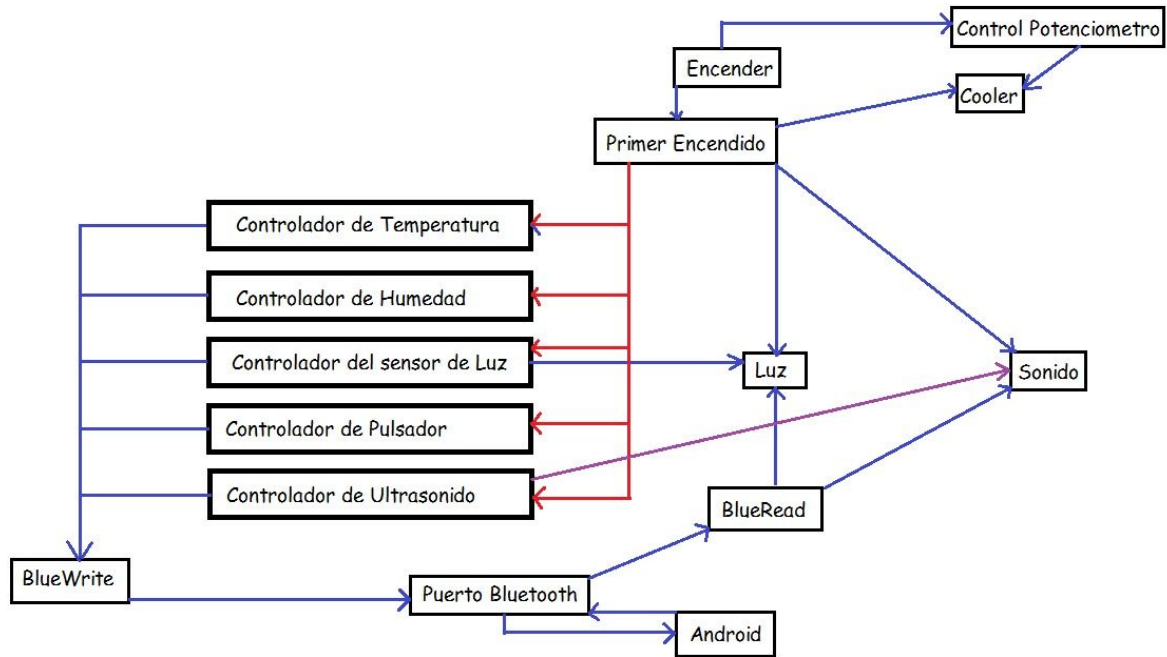 Control Potenciometro
Encender
Cooler
Primer Encendido
Controlador de Temperatura
Controlador de Humedad
Controlador del sensor de Luz
Luz
Sonido
Controlador de Pulsador
Controlador de Ultrasonido
BlueRead
BlueWrite
Puerto Bluetooth
Android